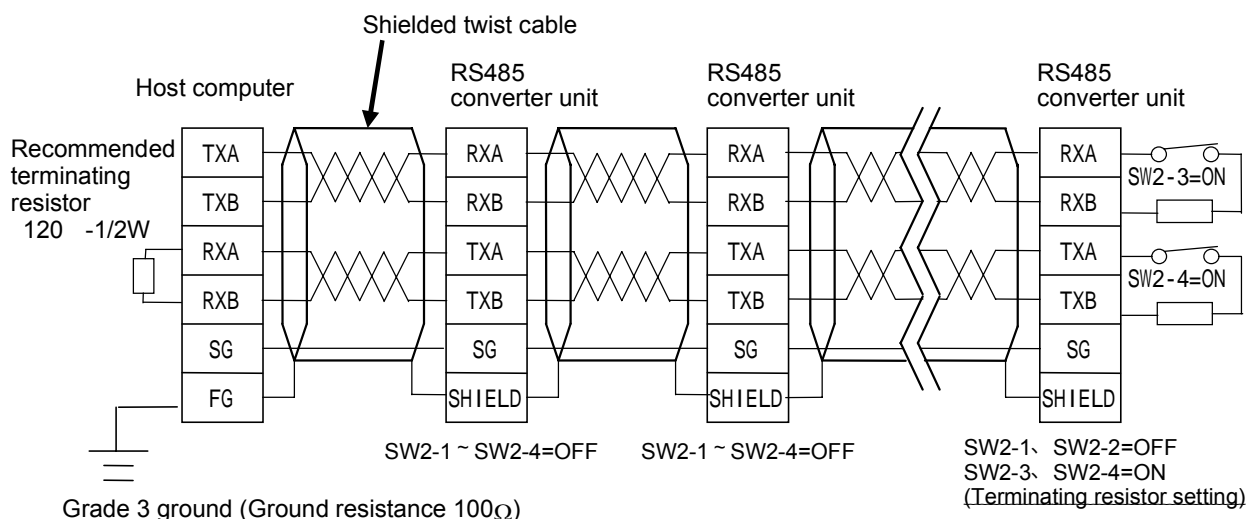 Shielded twist cable
Host computer
RS485
converter unit
RS485
converter unit
RS485
converter unit
Recommended
terminating
resistor
120 -1/2W
TXA
TXB
RXA
RXB
SG
FG
RXA
RXB
TXA
TXB
SG
SHIELD
RXA
RXB
TXA
TXB
SG
SHIELD
RXA
RXB
TXA
TXB
SG
SHIELD
SW2-3=ON
SW2-4=ON
SW2-1 ~ SW2-4=OFF
SW2-1 ~ SW2-4=OFF
SW2-1、 SW2-2=OFF
SW2-3、 SW2-4=ON
(Terminating resistor setting)
Grade 3 ground (Ground resistance 100Ω)